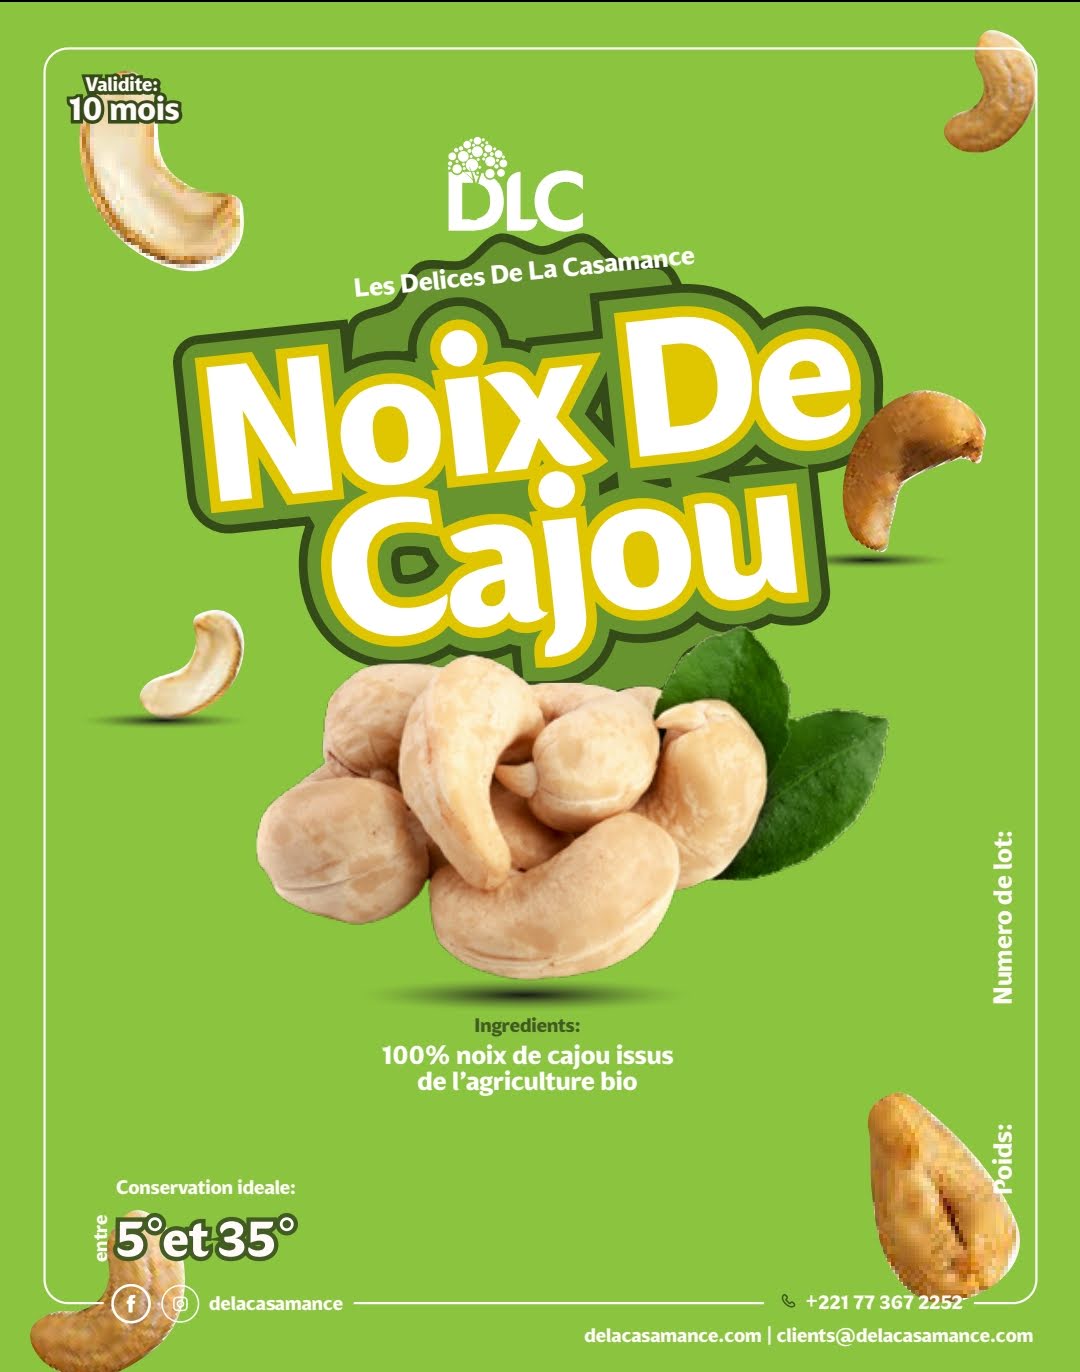 Validite:
10 mois
DLC
Les Delices De La Casamance
Noix De
Cajou
Numero de lot:
Ingredients:
100% noix de cajou issus
de l’agriculture bio
Poids:
Conservation ideale:
entre 5° et 35°
delacasamance
+221 77 367 2252
delacasamance.com | clients@delacasamance.com